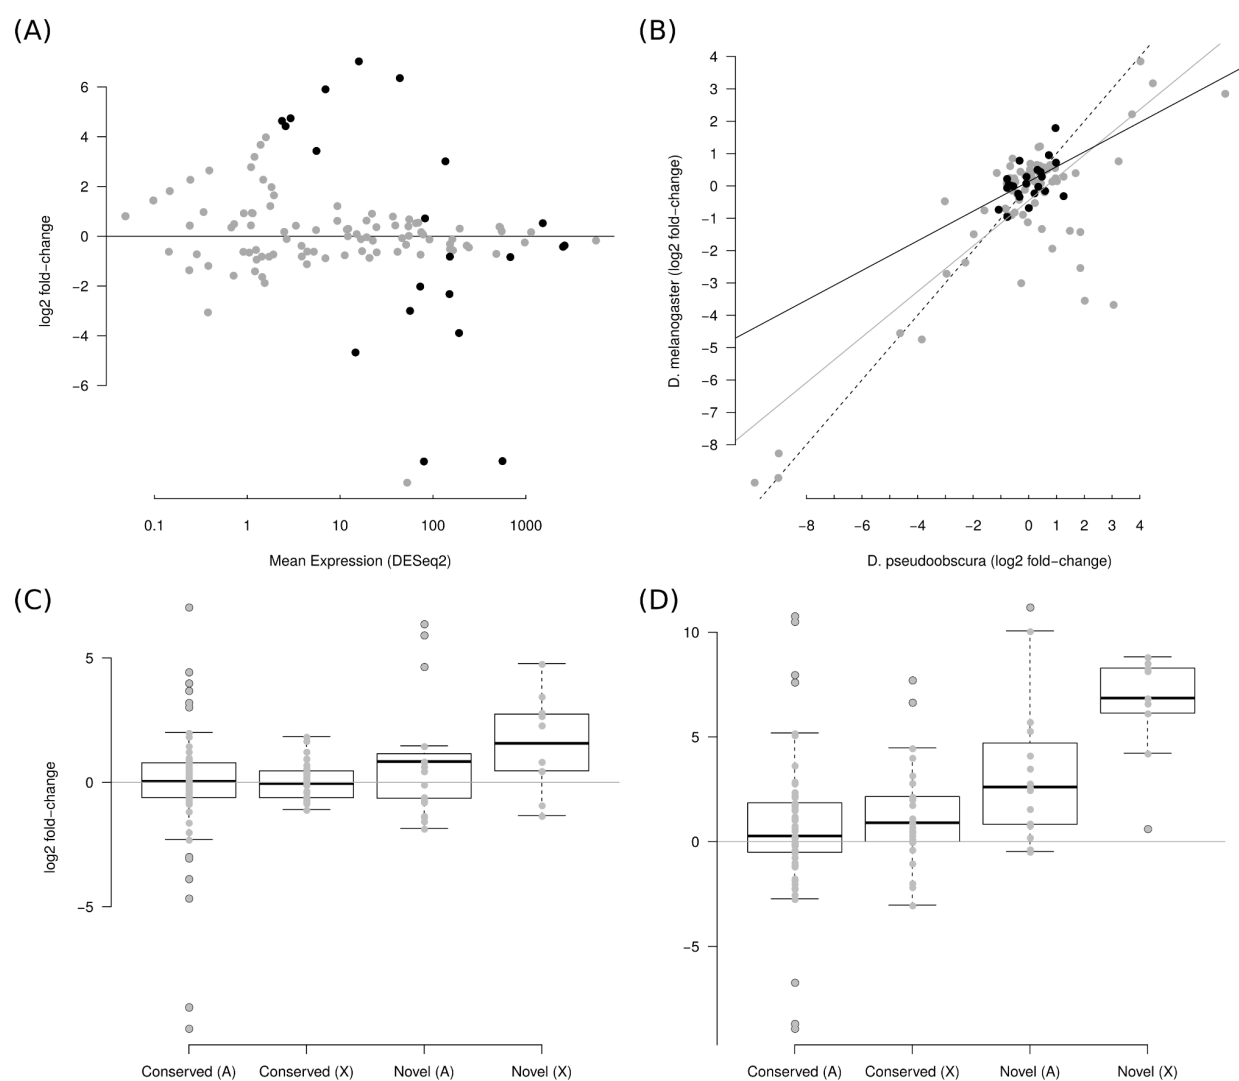 (A)
(B)
6
4
2
0
−2
−4
−6
log2 fold−change
0.1 1 10 100 1000
Mean Expression (DESeq2)
4
3
2
1
0
−1
−2
−3
−4
−5
−6
−7
−8
D. melanogaster (log2 fold−change)
−8 −6 −4 −2 0 1 2 3 4
D. pseudoobscura (log2 fold−change)
(C)
(D)
5
0
−5
log2 fold−change
Conserved (A) Conserved (X) Novel (A) Novel (X)
10
5
0
−5
Conserved (A) Conserved (X) Novel (A) Novel (X)